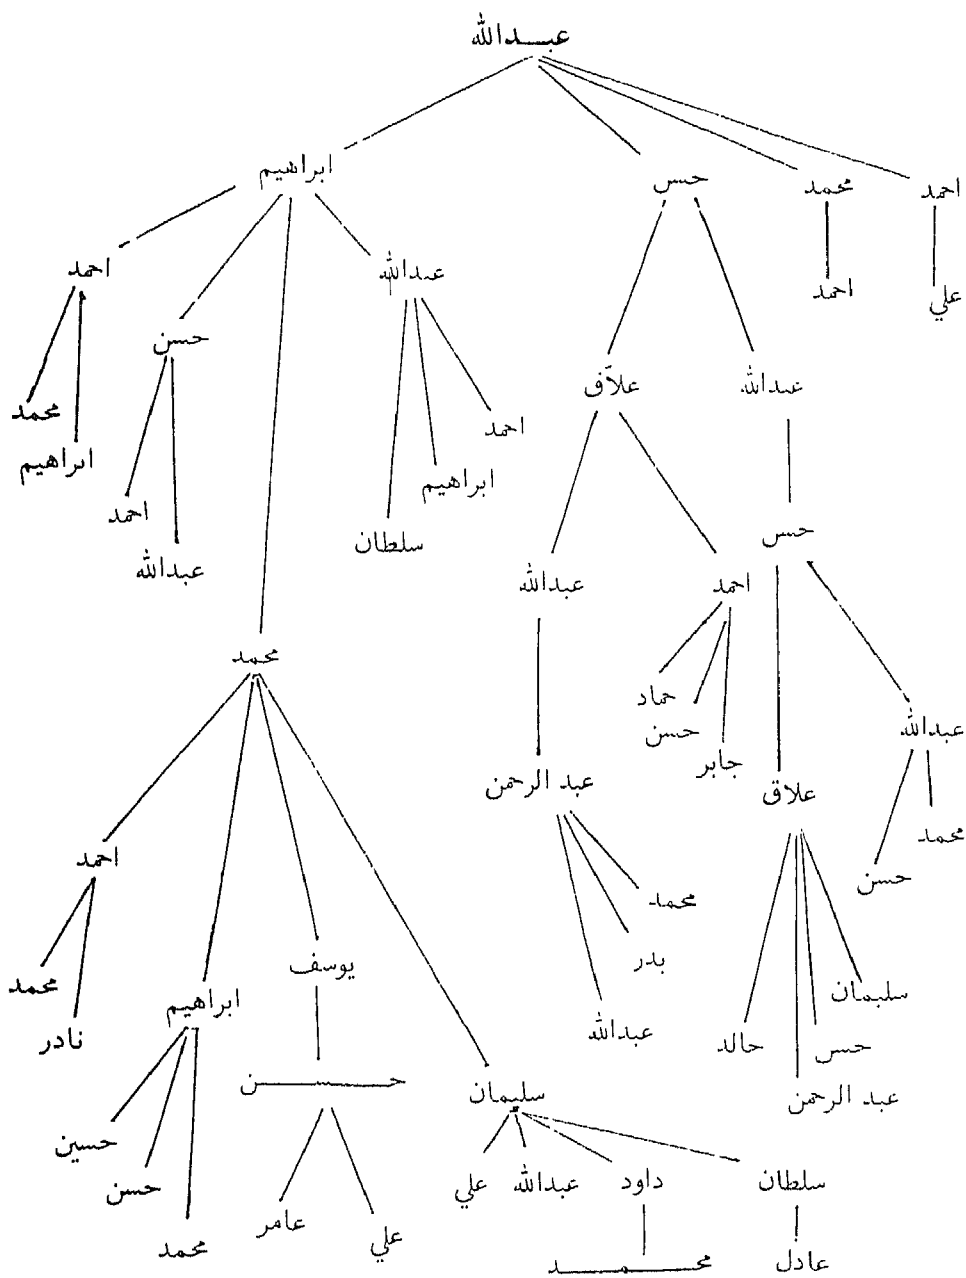 عبدالله
احمد
محمد
حسن
ابراهيم
علي
احمد
عبدالله
علاّق
عبدالله
حسن
احمد
احمد
ابراهيم
سلطان
احمد
عبدالله
محمد
ابراهيم
حسن
احمد
عبدالله
حماد
حسن
جابر
محمد
عبدالله
علاق
عبد الرحمن
محمد
حسن
احمد
محمد
بدر
عبدالله
سليمان
حسن
خالد
عبد الرحمن
يوسف
ابراهيم
محمد
نادر
حسن
سليمان
حسين
حسن
محمد
عامر
علي
علي
عبدالله
داود
سلطان
محمد
عادل